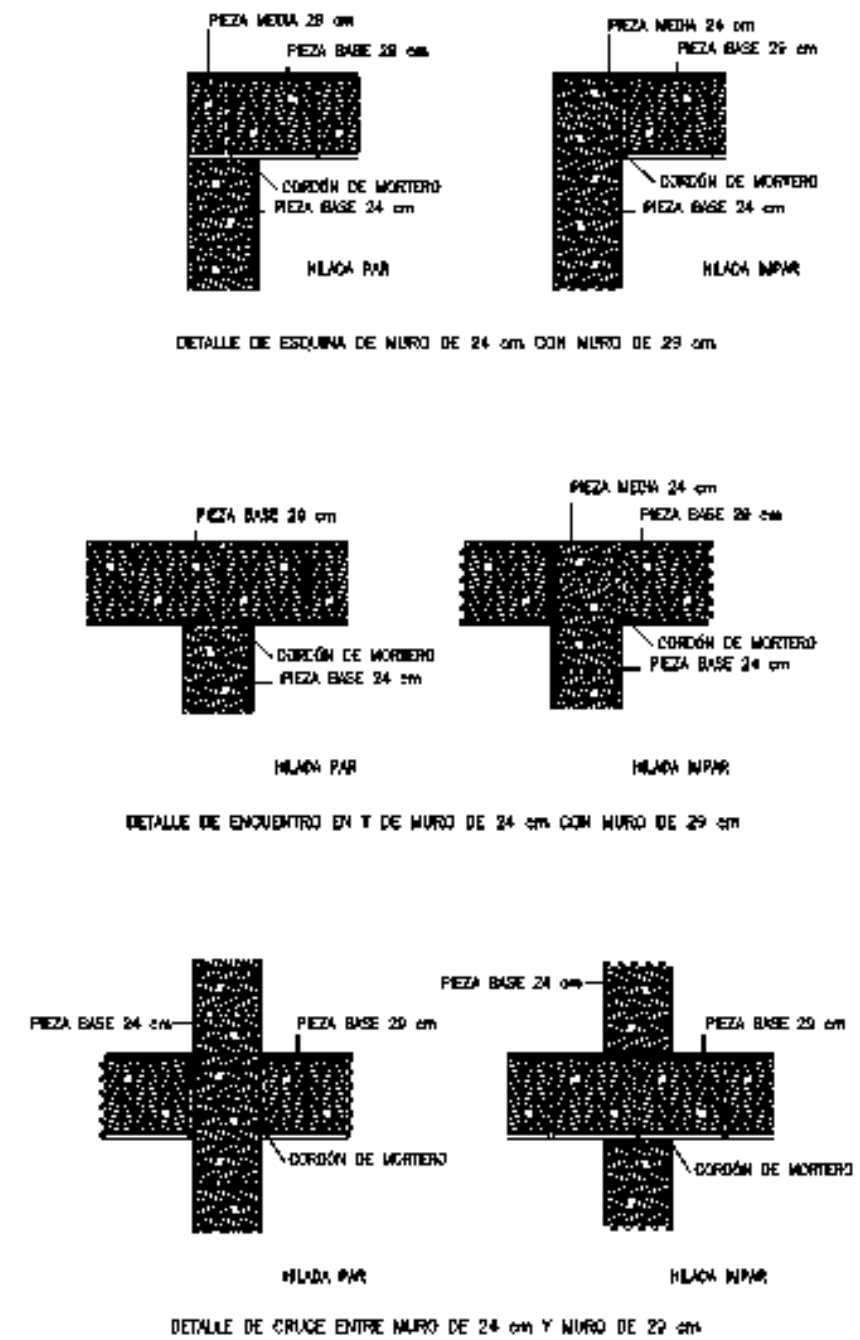 PIEZA MEDIA 29 cm
PIEZA BASE 29 cm
CORDÓN DE MORTERO
PIEZA BASE 24 cm
HILADA PAR
PIEZA MEDIA 24 cm
PIEZA BASE 29 cm
CORDÓN DE MORTERO
PIEZA BASE 24 cm
HILADA IMPAR
DETALLE DE ESQUINA DE MURO DE 24 cm CON MURO DE 29 cm
PIEZA BASE 29 cm
CORDÓN DE MORTERO
PIEZA BASE 24 cm
HILADA PAR
PIEZA MEDIA 24 cm
PIEZA BASE 29 cm
CORDÓN DE MORTERO
PIEZA BASE 24 cm
HILADA IMPAR
DETALLE DE ENCUENTRO EN T DE MURO DE 24 cm CON MURO DE 29 cm
PIEZA BASE 24 cm
PIEZA BASE 29 cm
CORDÓN DE MORTERO
HILADA PAR
PIEZA BASE 24 cm
PIEZA BASE 29 cm
CORDÓN DE MORTERO
HILADA IMPAR
DETALLE DE CRUCE ENTRE MURO DE 24 cm Y MURO DE 29 cm